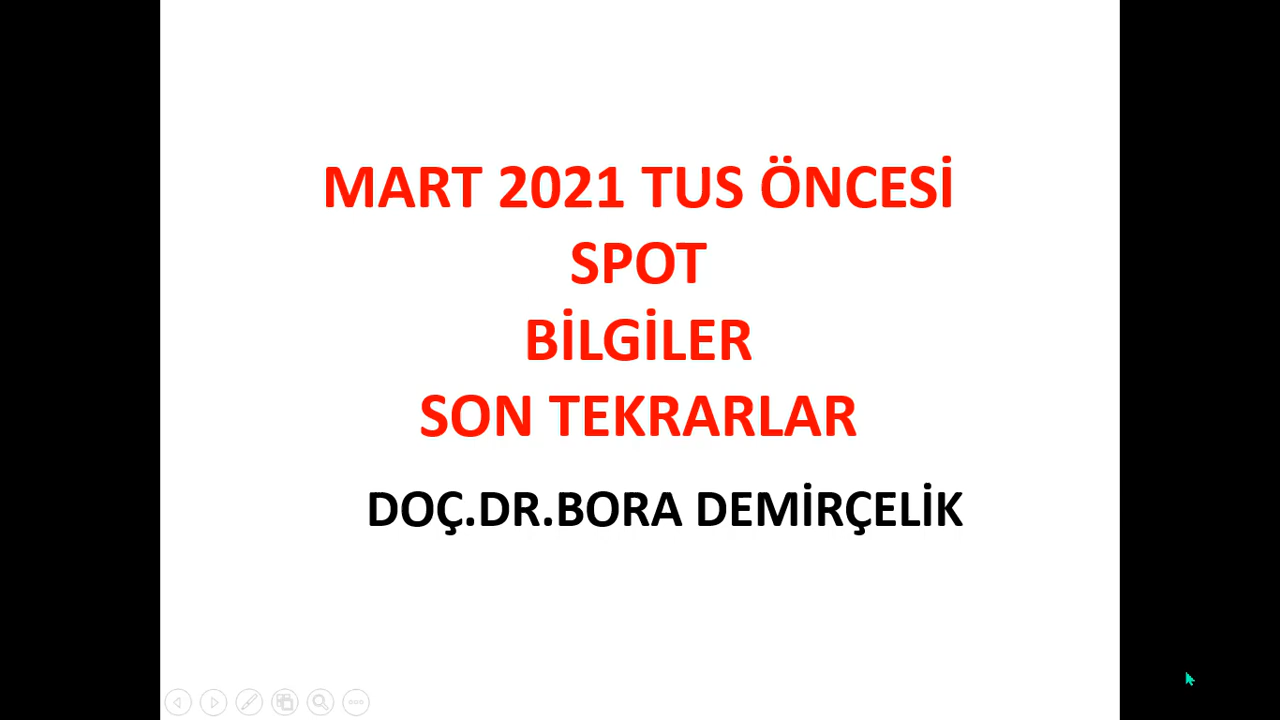 MART 2021 TUS ÖNCESİ
SPOT
BİLGİLER
SON TEKRARLAR
DOÇ.DR.BORA DEMİRÇELİK